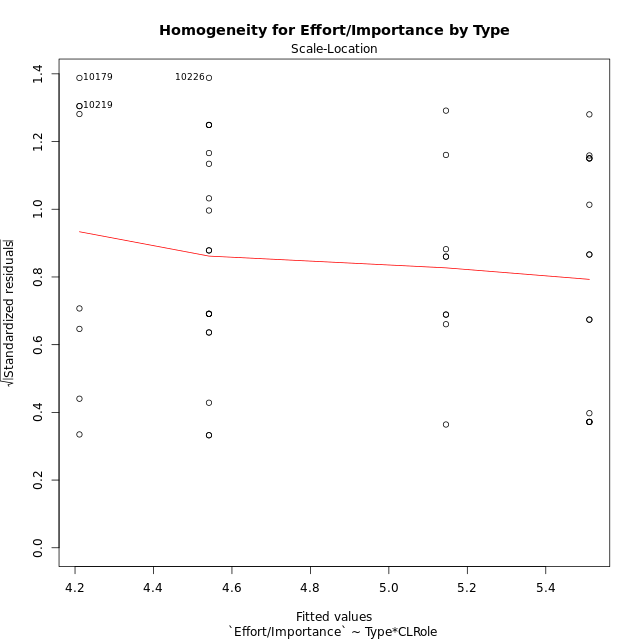 Homogeneity for Effort/Importance by Type
Scale-Location
10179
10226
10219
√|Standardized residuals|
1.4
1.2
1.0
0.8
0.6
0.4
0.2
0.0
4.2 4.4 4.6 4.8 5.0 5.2 5.4
Fitted values
`Effort/Importance` ~ Type*CLRole